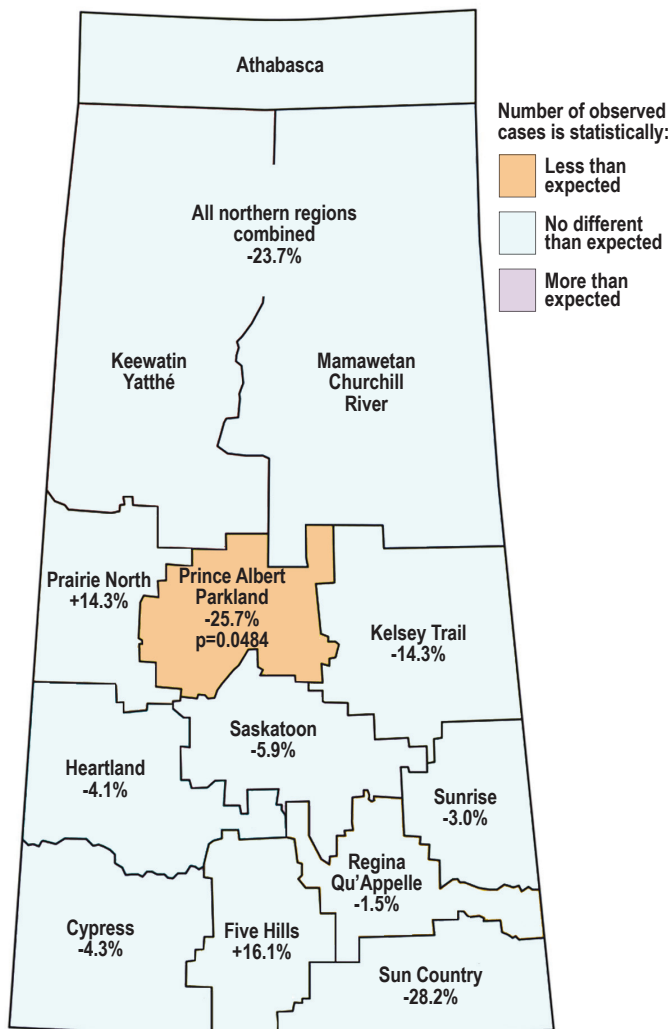 Athabasca
Number of observed
cases is statistically:
Less than
expected
No different
than expected
More than
expected
All northern regions
combined
-23.7%
Keewatin
Yatthé
Mamawetan
Churchill
River
Prairie North
+14.3%
Prince Albert
Parkland
-25.7%
p=0.0484
Kelsey Trail
-14.3%
Saskatoon
-5.9%
Heartland
-4.1%
Sunrise
-3.0%
Regina
Qu'Appelle
-1.5%
Cypress
-4.3%
Five Hills
+16.1%
Sun Country
-28.2%